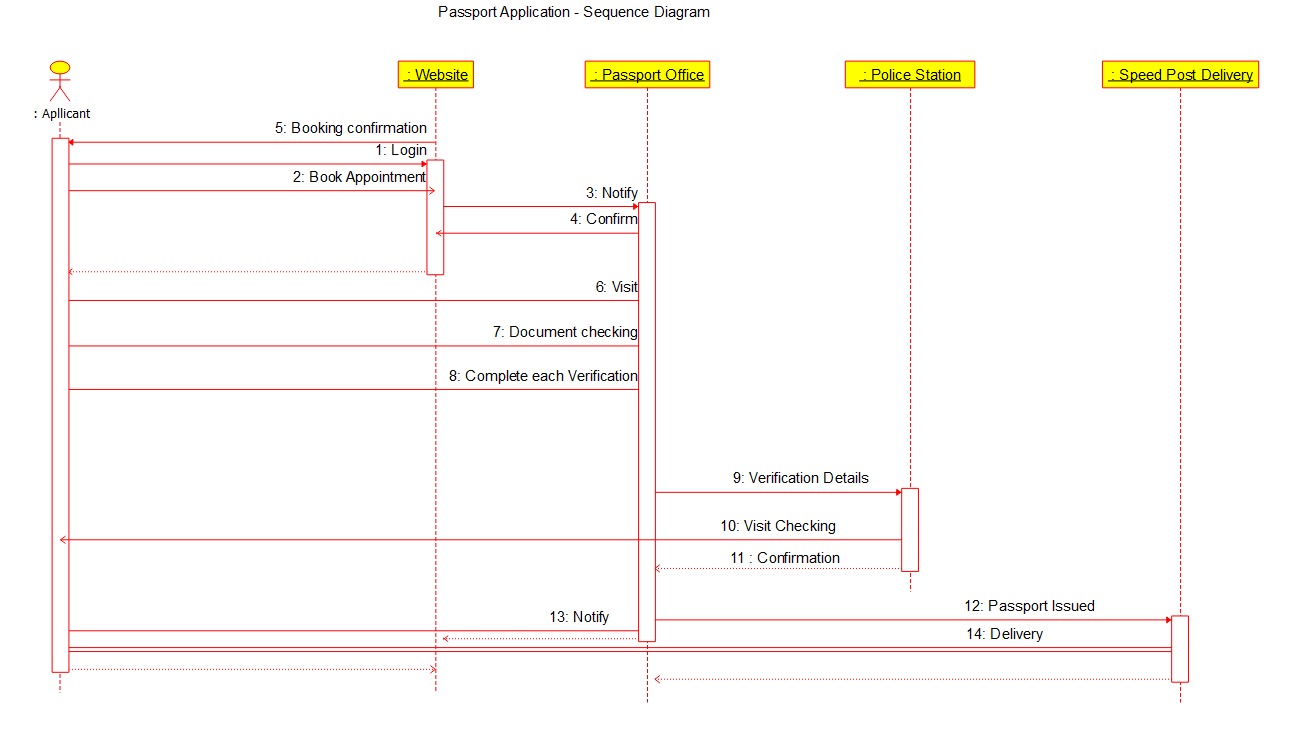 Passport Application - Sequence Diagram
: Apllicant
: Website
: Passport Office
: Police Station
: Speed Post Delivery
5: Booking confirmation
1: Login
2: Book Appointment
3: Notify
4: Confirm
6: Visit
7: Document checking
8: Complete each Verification
9: Verification Details
10: Visit Checking
11 : Confirmation
12: Passport Issued
13: Notify
14: Delivery